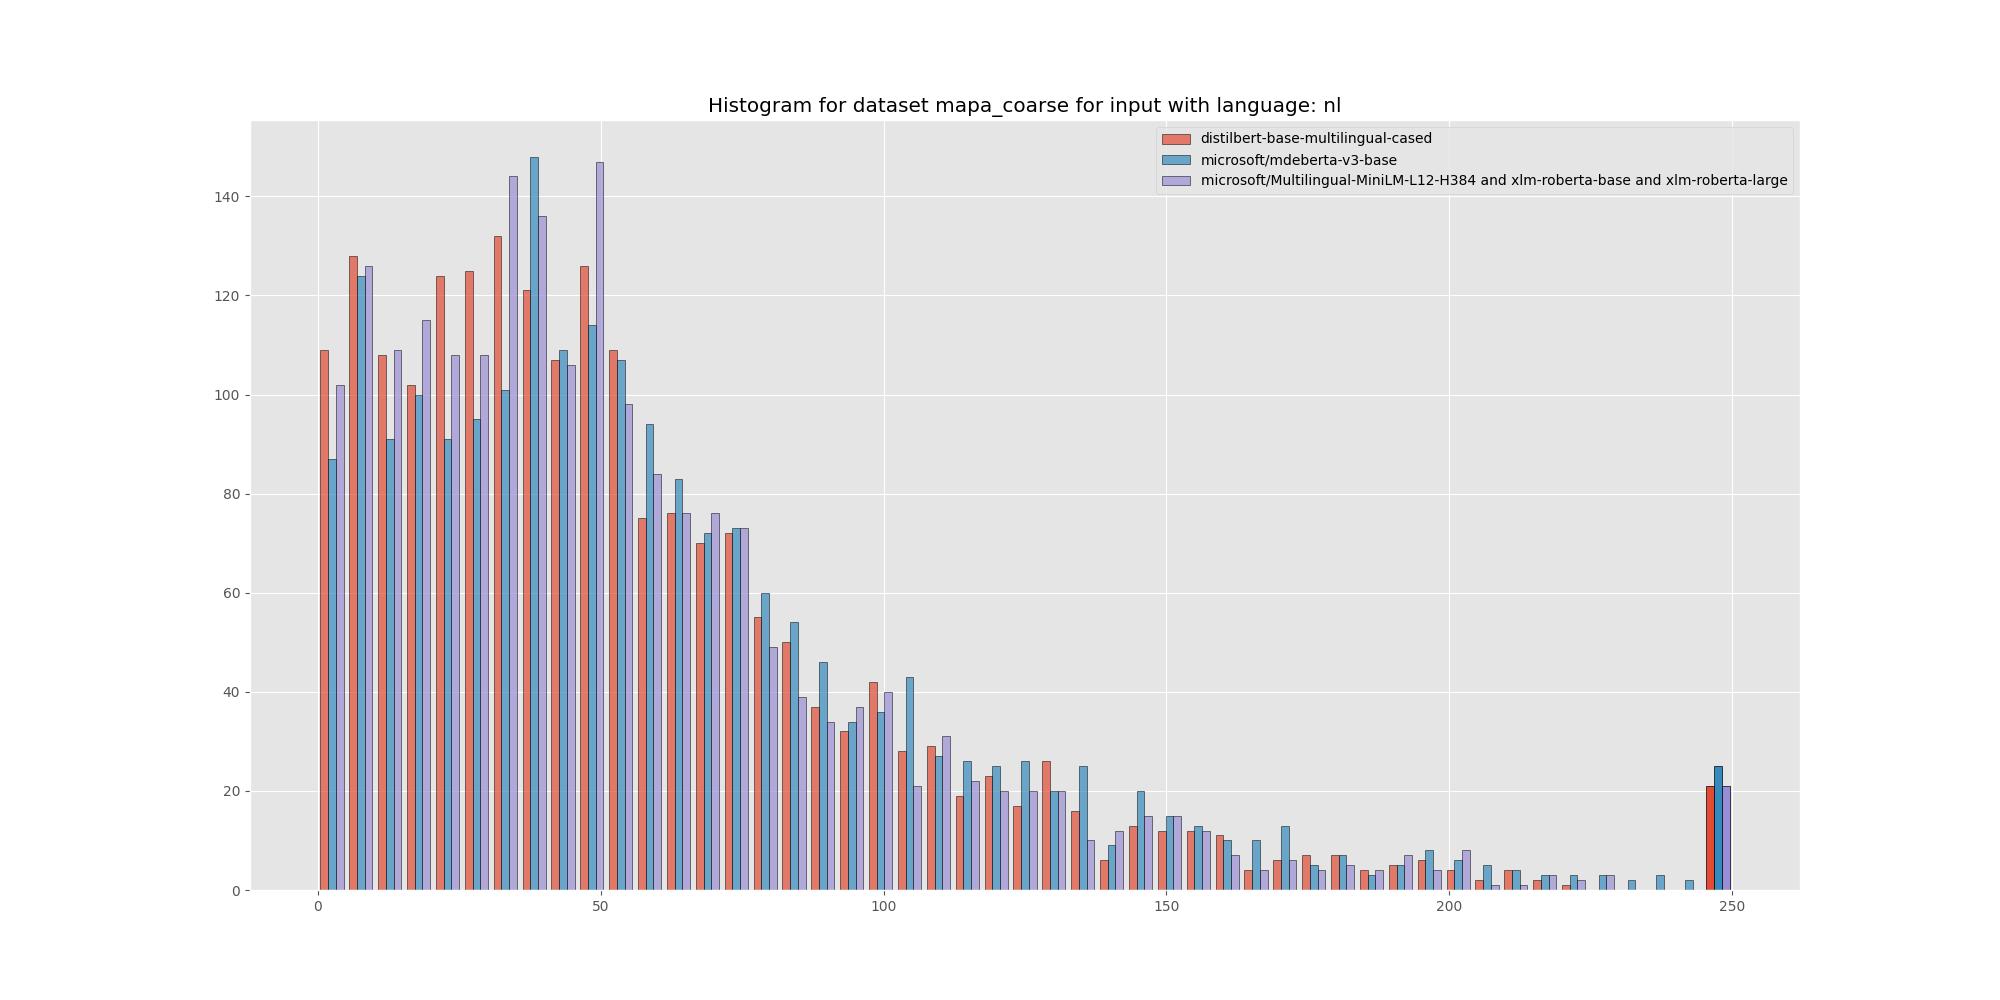 Histogram for dataset mapa_coarse for input with language: nl
distilbert-base-multilingual-cased
microsoft/mdeberta-v3-base
microsoft/Multilingual-MiniLM-L12-H384 and xlm-roberta-base and xlm-roberta-large
140
120
100
80
60
40
20
0
0 50 100 150 200 250